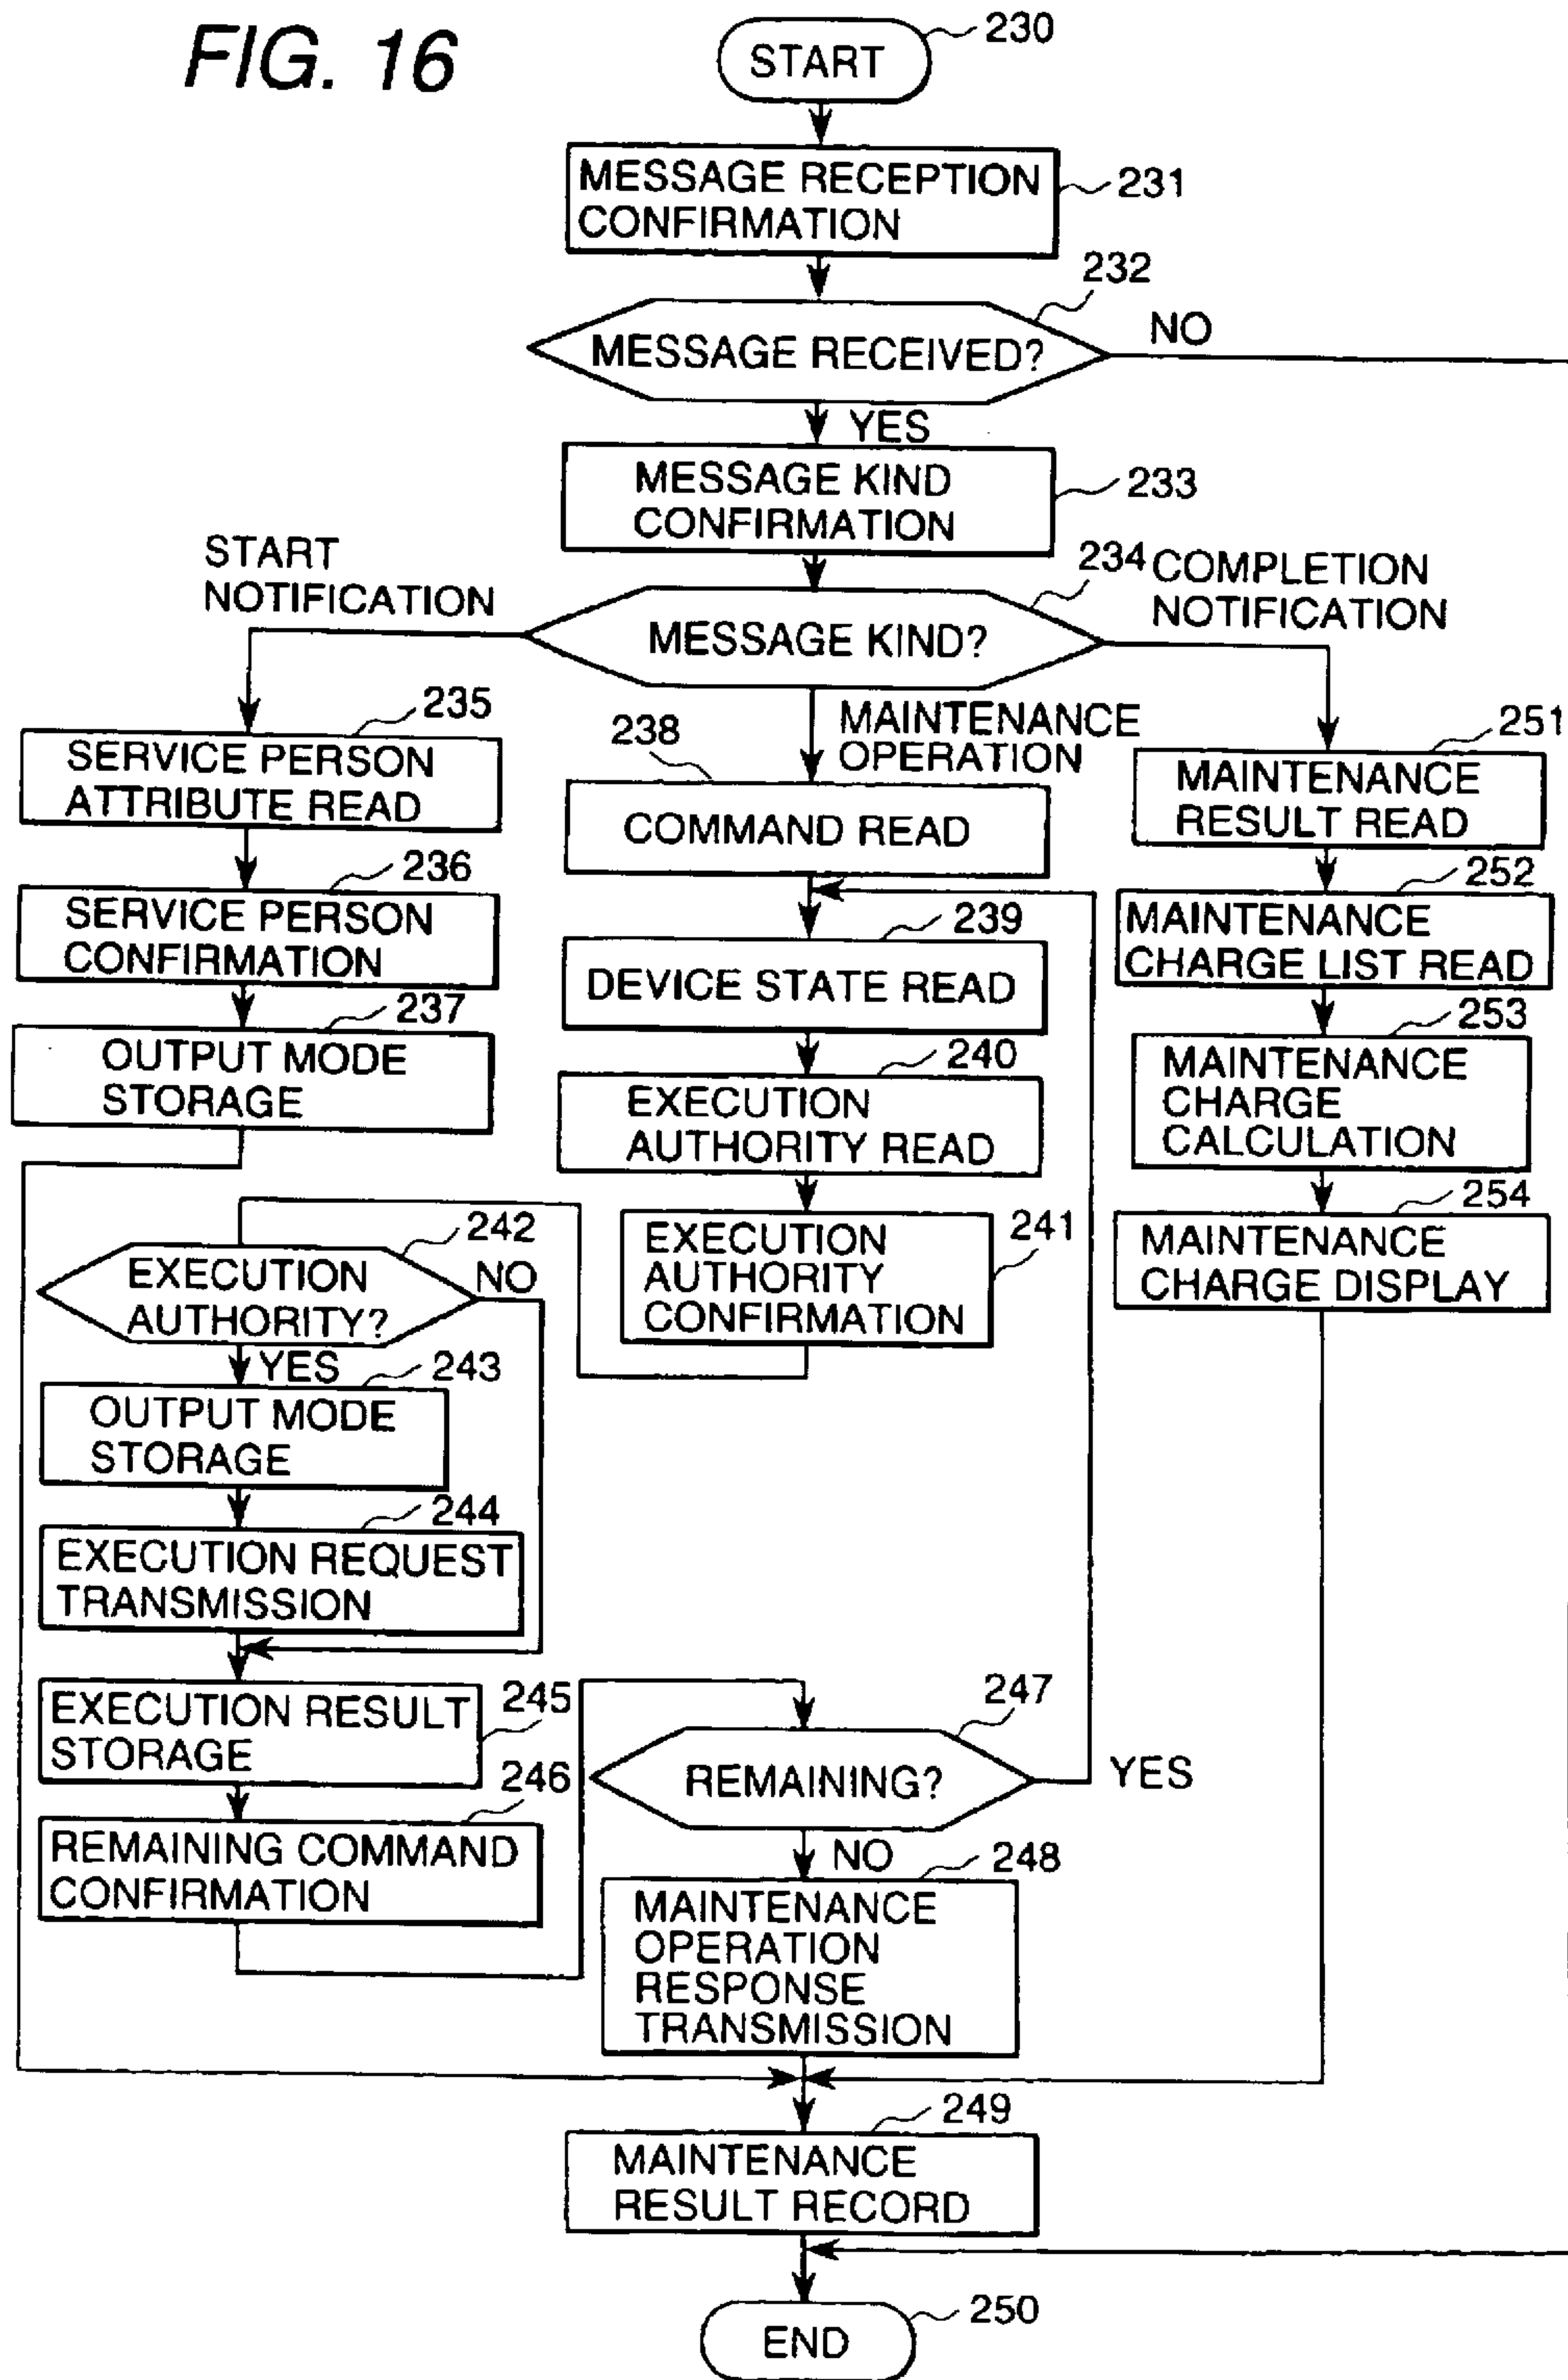 FIG. 16
START
230
MESSAGE RECEPTION
CONFIRMATION
231
MESSAGE RECEIVED?
232
NO
YES
MESSAGE KIND
CONFIRMATION
233
START
NOTIFICATION
MESSAGE KIND?
234
COMPLETION
NOTIFICATION
MAINTENANCE
OPERATION
235
SERVICE PERSON
ATTRIBUTE READ
236
SERVICE PERSON
CONFIRMATION
237
OUTPUT MODE
STORAGE
238
COMMAND READ
239
DEVICE STATE READ
240
EXECUTION
AUTHORITY READ
241
EXECUTION
AUTHORITY
CONFIRMATION
251
MAINTENANCE
RESULT READ
252
MAINTENANCE
CHARGE LIST READ
253
MAINTENANCE
CHARGE
CALCULATION
254
MAINTENANCE
CHARGE DISPLAY
242
EXECUTION
AUTHORITY?
NO
YES
243
OUTPUT MODE
STORAGE
244
EXECUTION REQUEST
TRANSMISSION
245
EXECUTION RESULT
STORAGE
246
REMAINING COMMAND
CONFIRMATION
247
REMAINING?
YES
NO
248
MAINTENANCE
OPERATION
RESPONSE
TRANSMISSION
249
MAINTENANCE
RESULT RECORD
END
250